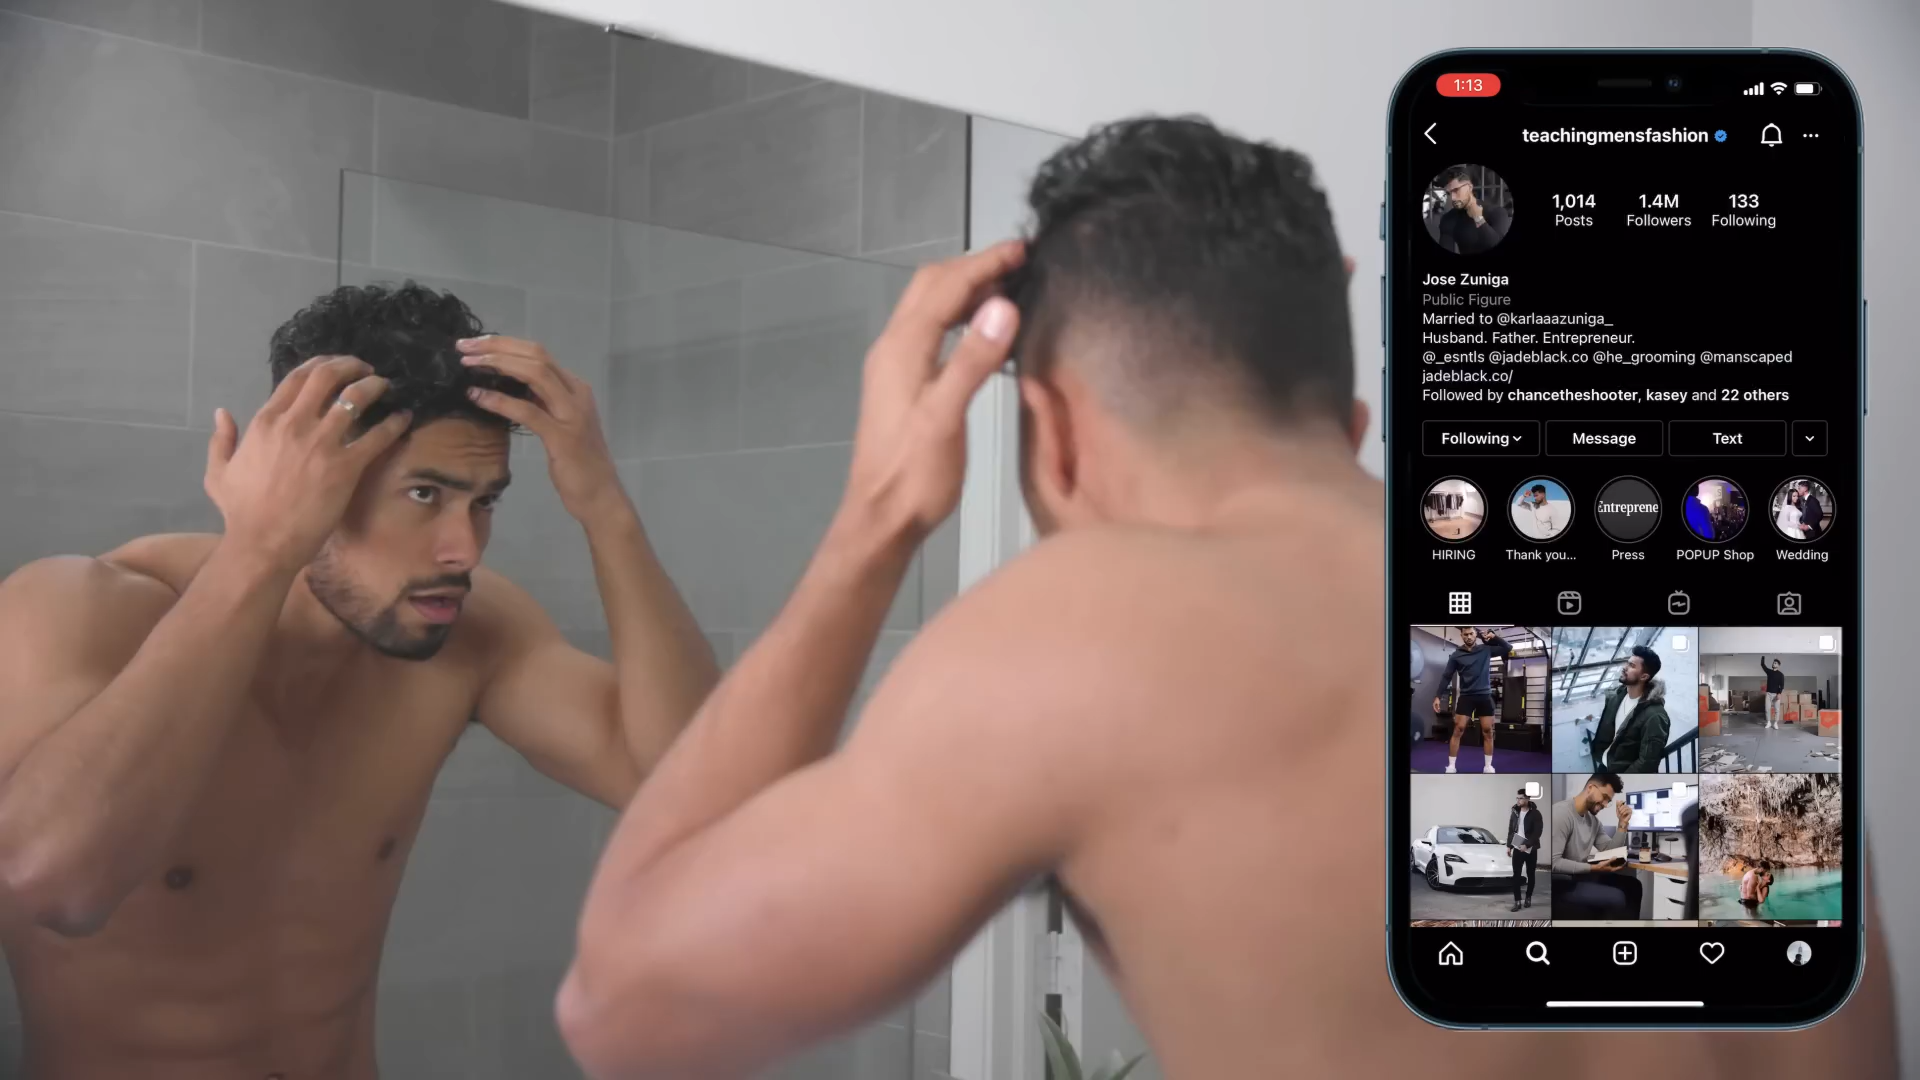 1:13
teachingmensfashion
1,014 1.4M 133
Posts Followers Following
Jose Zuniga
Public Figure
Married to @karlaaazuniga_
Husband. Father. Entrepreneur.
@_esntls @jadeblack.co @he_grooming @manscaped
jadeblack.co/
Followed by chancetheshooter, kasey and 22 others
Following Message Text
Entreprene
HIRING Thank you... Press POPUP Shop Wedding